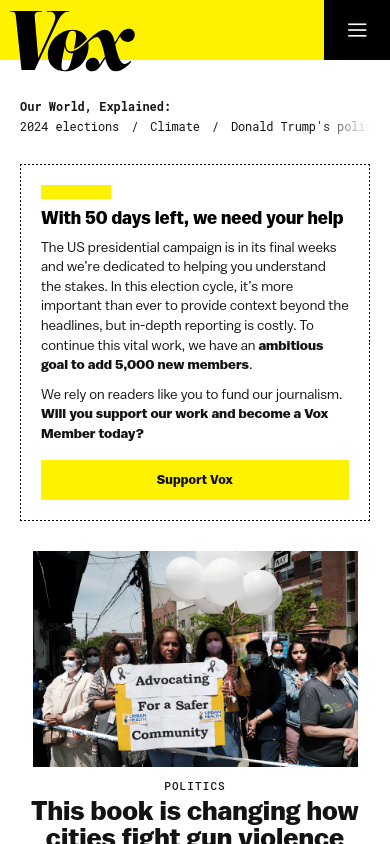 Vox
Our World, Explained:
2024 elections / Climate / Donald Trump's
With 50 days left, we need your help
The US presidential campaign is in its final weeks
and we're dedicated to helping you understand
the stakes. In this election cycle, it's more
important than ever to provide context beyond the
headlines, but in-depth reporting is costly. To
continue this vital work, we have an ambitious
goal to add 5,000 new members.
We rely on readers like you to fund our journalism.
Will you support our work and become a Vox
Member today?
Support Vox
Advocating
For a Safer
URBAN HEALTH
URBAN HEALTH
Community
POLITICS
This book is changing how
cities fight gun violence